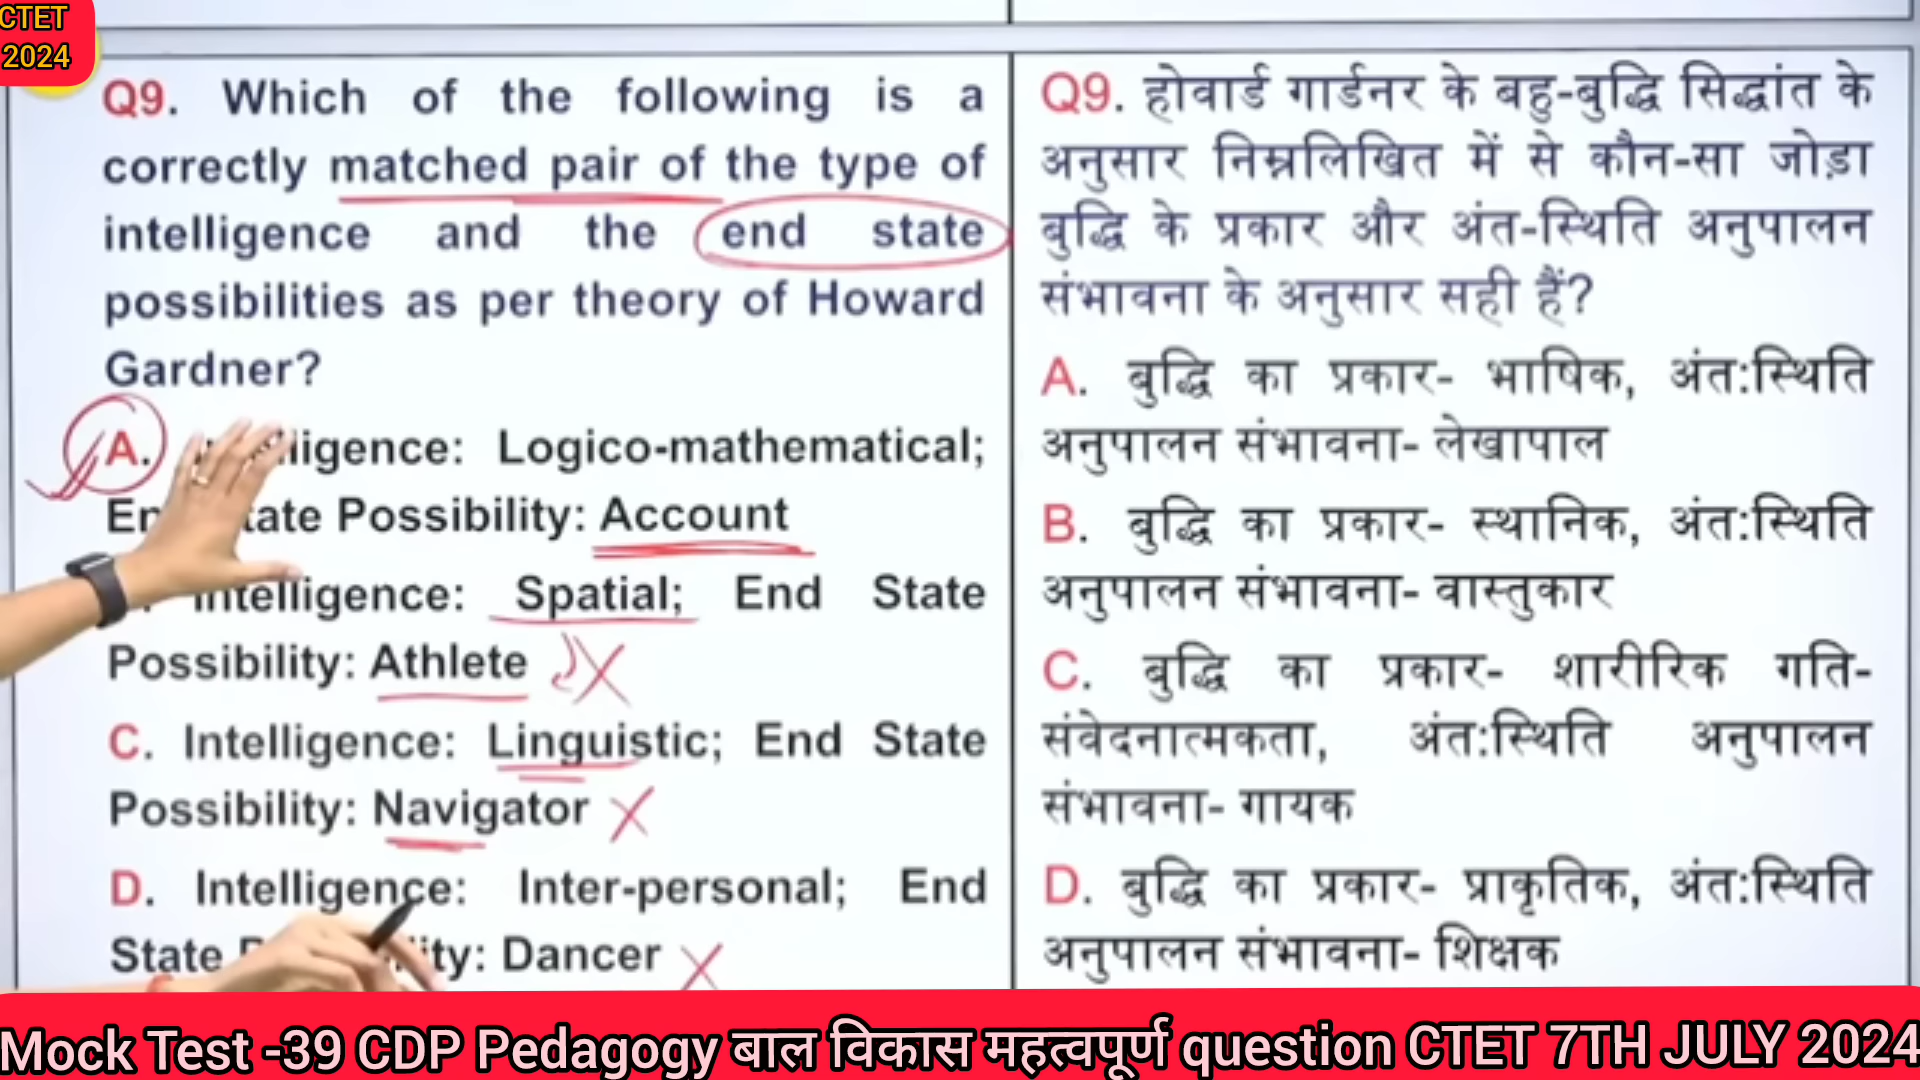 CTET
2024
Q9. Which of the following is a
correctly matched pair of the type of
intelligence and the end state
possibilities as per theory of Howard
Gardner?
A. ligence: Logico-mathematical;
En tate Possibility: Account
Intelligence: Spatial; End State
Possibility: Athlete
C. Intelligence: Linguistic; End State
Possibility: Navigator
D. Intelligence: Inter-personal; End
State ity: Dancer
Q9. होवार्ड गार्डनर के बहु-बुद्धि सिद्धांत के
अनुसार निम्नलिखित में से कौन-सा जोड़ा
बुद्धि के प्रकार और अंत-स्थिति अनुपालन
संभावना के अनुसार सही हैं?
A. बुद्धि का प्रकार- भाषिक, अंत:स्थिति
अनुपालन संभावना- लेखापाल
B. बुद्धि का प्रकार- स्थानिक, अंत:स्थिति
अनुपालन संभावना- वास्तुकार
C. बुद्धि का प्रकार- शारीरिक गति-
संवेदनात्मकता, अंत:स्थिति अनुपालन
संभावना- गायक
D. बुद्धि का प्रकार- प्राकृतिक, अंत:स्थिति
अनुपालन संभावना- शिक्षक
Mock Test -39 CDP Pedagogy बाल विकास महत्वपूर्ण question CTET 7TH JULY 2024